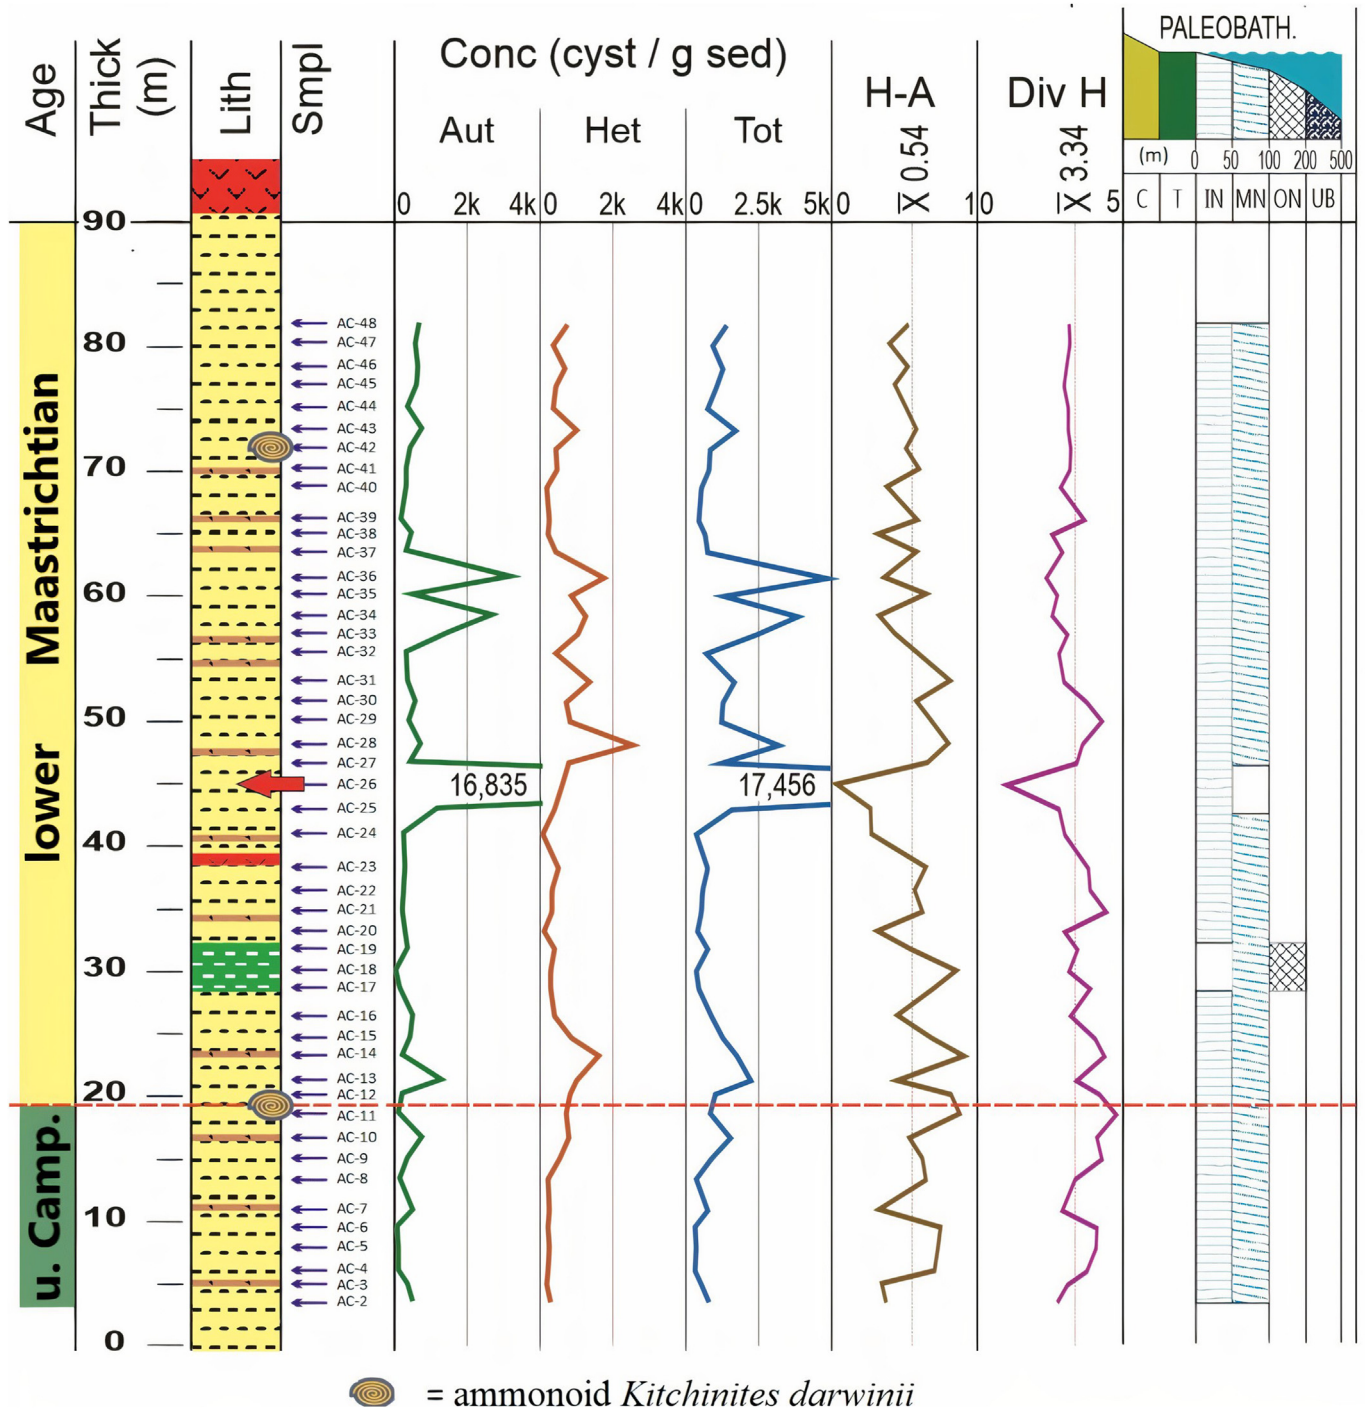 PALEOBATH.
Conc (cyst / g sed)
Age
Thick
(m)
Lith
Smpl
Aut
Het
Tot
H-A
X 0.54
Div H
X 3.34
(m) 0 50 100 200 500
C T IN MN ON UB
0 2k 4k 0 2k 4k 0 2.5k 5k 0 1 0 5
90
AC-48
80
AC-47
AC-46
AC-45
AC-44
AC-43
AC-42
70
AC-41
AC-40
AC-39
AC-38
AC-37
AC-36
60
AC-35
AC-34
AC-33
AC-32
AC-31
AC-30
50
AC-29
AC-28
AC-27
AC-26
16,835
17,456
AC-25
AC-24
40
AC-23
AC-22
AC-21
AC-20
AC-19
30
AC-18
AC-17
AC-16
AC-15
AC-14
AC-13
20
AC-12
AC-11
AC-10
AC-9
AC-8
AC-7
10
AC-6
AC-5
AC-4
AC-3
AC-2
0
lower Maastrichtian
u. Camp.
= ammonoid Kitchinites darwinii